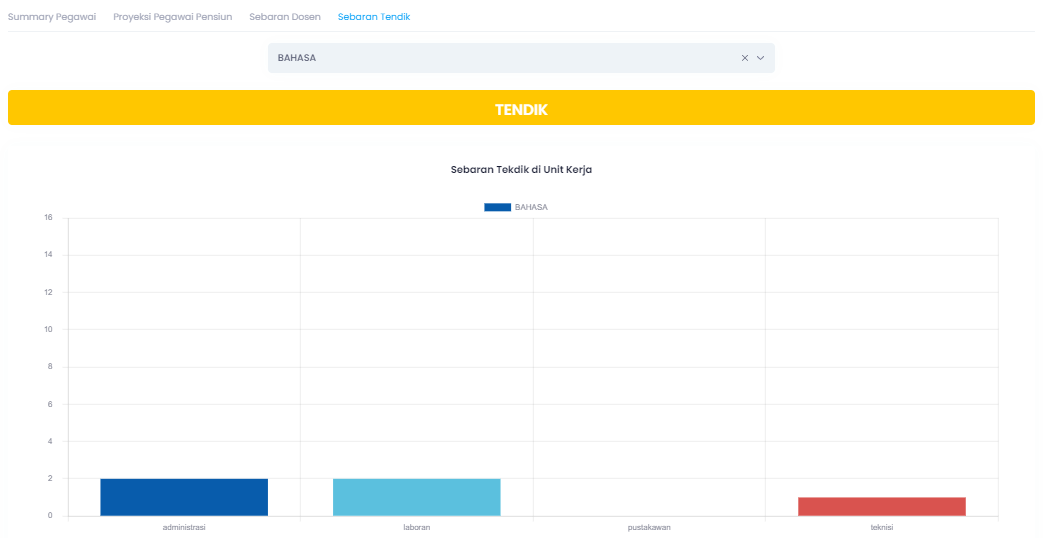 Summary Pegawai Proyeksi Pegawai Pensiun Sebaran Dosen Sebaran Tendik
BAHASA
TENDIK
Sebaran Tekdik di Unit Kerja
BAHASA
16
14
12
10
8
6
4
2
0
administrasi laboran pustakawan teknisi